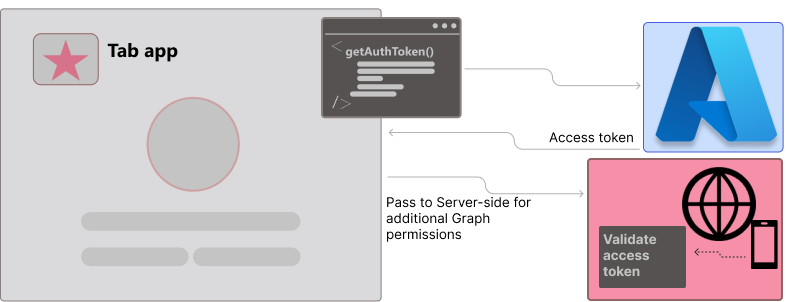 Tab app
<
getAuthToken()
/>
Access token
Pass to Server-side for
additional Graph
permissions
Validate
access
token